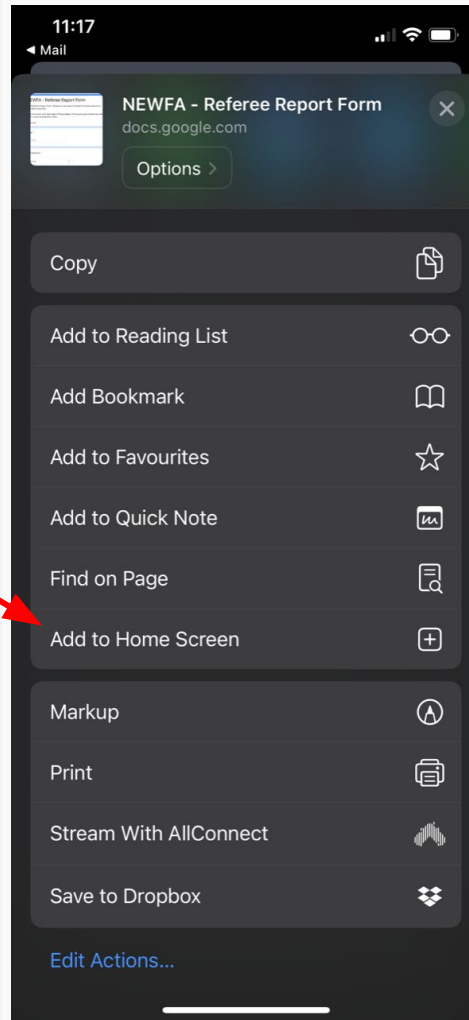 11:17
Mail
NEWFA - Referee Report Form
docs.google.com
Options
Copy
Add to Reading List
Add Bookmark
Add to Favourites
Add to Quick Note
Find on Page
Add to Home Screen
Markup
Print
Stream With AllConnect
Save to Dropbox
Edit Actions...